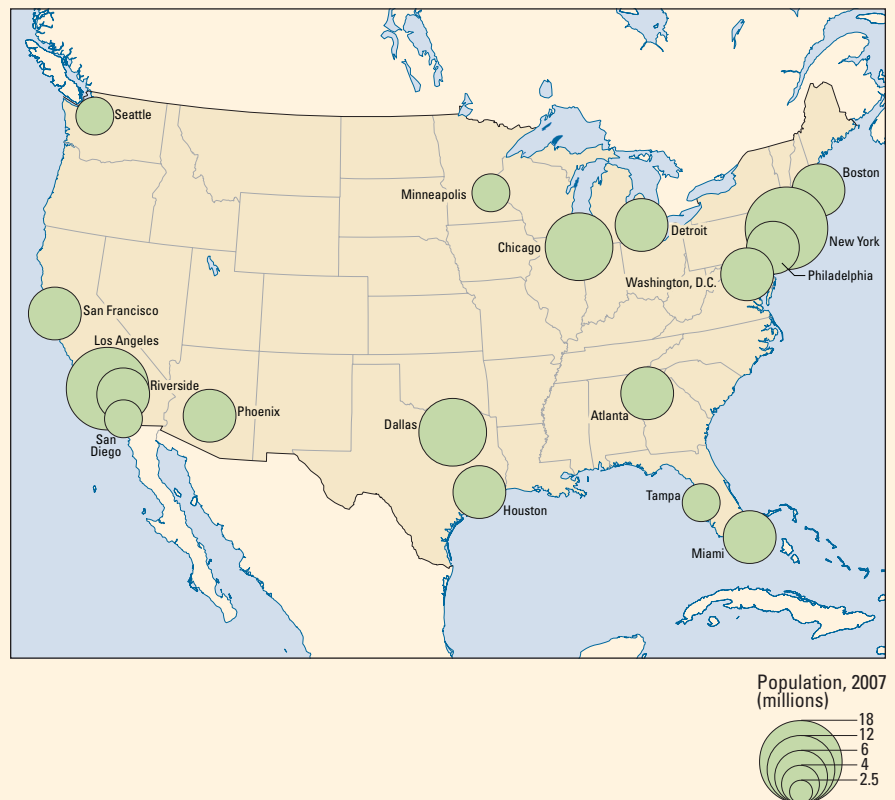 Seattle
Minneapolis
Boston
Chicago
Detroit
New York
Philadelphia
Washington, D.C.
San Francisco
Los Angeles
Riverside
Phoenix
San
Diego
Dallas
Atlanta
Houston
Tampa
Miami
Population, 2007
(millions)
18
12
6
4
2.5